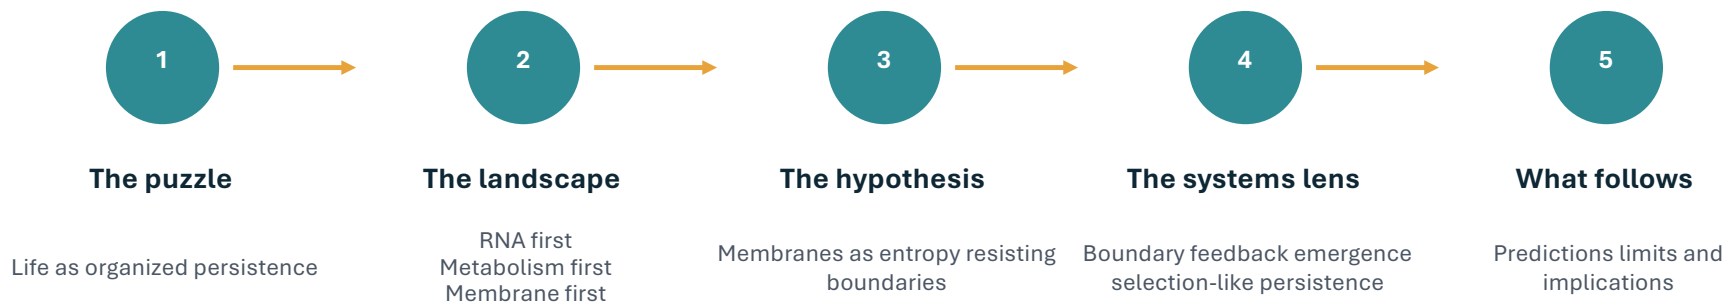 1
2
3
4
5
The puzzle
The landscape
The hypothesis
The systems lens
What follows
Life as organized persistence
RNA first
Metabolism first
Membrane first
Membranes as entropy resisting
boundaries
Boundary feedback emergence
selection-like persistence
Predictions limits and
implications